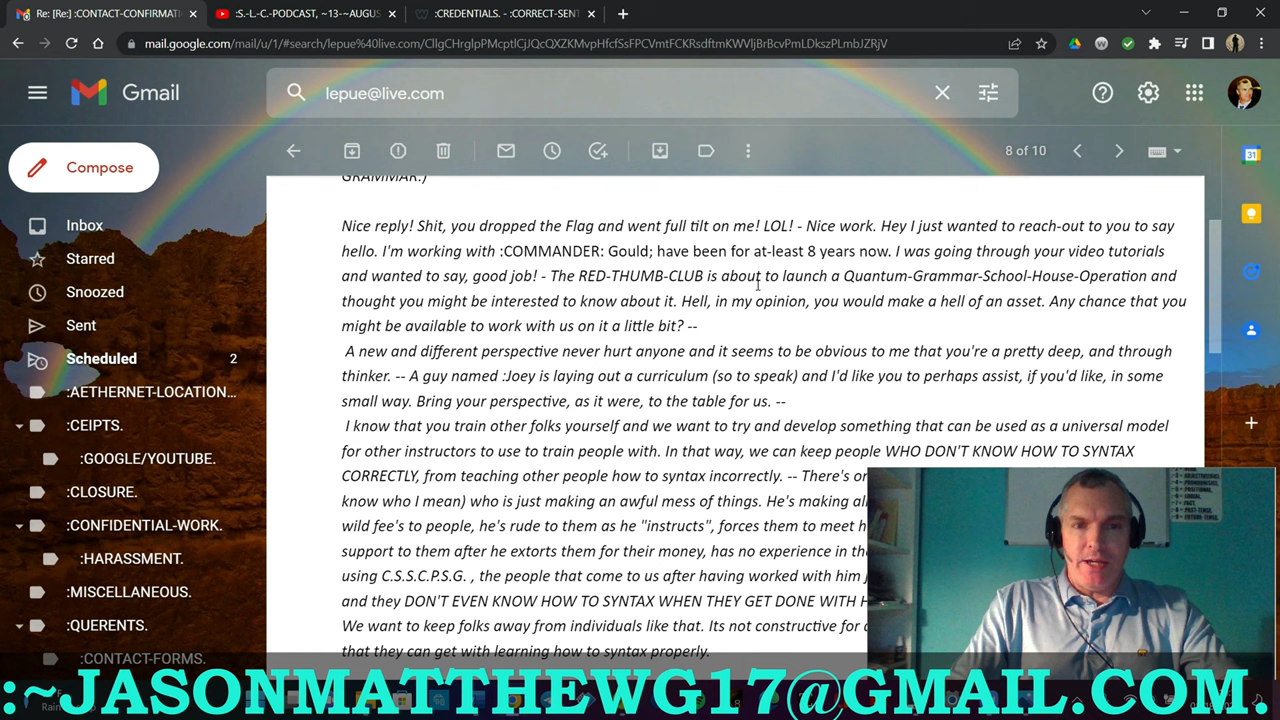 Re: [Re:] :CONTACT-CONFIRMATI
:S.-L.-C.-PODCAST, ~13-~AUGUS
:CREDENTIALS. - :CORRECT-SENT
mail.google.com/mail/u/1/#search/lepue%40live.com/
Gmail
lepue@live.com
Compose
8 of 10
Inbox
Starred
Snoozed
Sent
Scheduled 2
:AETHERNET-LOCATION...
:CEIPTS.
:GOOGLE/YOUTUBE.
:CLOSURE.
:CONFIDENTIAL-WORK.
:HARASSMENT.
:MISCELLANEOUS.
:QUERENTS.
:CONTACT-FORMS.
GRAMMAR.)
Nice reply! Shit, you dropped the Flag and went full tilt on me! LOL! - Nice work. Hey I just wanted to reach-out to you to say
hello. I'm working with :COMMANDER: Gould; have been for at-least 8 years now. I was going through your video tutorials
and wanted to say, good job! - The RED-THUMB-CLUB is about to launch a Quantum-Grammar-School-House-Operation and
thought you might be interested to know about it. Hell, in my opinion, you would make a hell of an asset. Any chance that you
might be available to work with us on it a little bit? --
A new and different perspective never hurt anyone and it seems to be obvious to me that you're a pretty deep, and through
thinker. -- A guy named :Joey is laying out a curriculum (so to speak) and I'd like you to perhaps assist, if you'd like, in some
small way. Bring your perspective, as it were, to the table for us. --
I know that you train other folks yourself and we want to try and develop something that can be used as a universal model
for other instructors to use to train people with. In that way, we can keep people WHO DON'T KNOW HOW TO SYNTAX
CORRECTLY, from teaching other people how to syntax incorrectly. -- There's
know who I mean) who is just making an awful mess of things. He's making
wild fee's to people, he's rude to them as he "instructs", forces them to meet
support to them after he extorts them for their money, has no experience in
using C.S.S.C.P.S.G. , the people that come to us after having worked with him
and they DON'T EVEN KNOW HOW TO SYNTAX WHEN THEY GET DONE WITH
We want to keep folks away from individuals like that. Its not constructive for
that they can get with learning how to syntax properly.
:~JASONMATTHEWG17@GMAIL.COM.